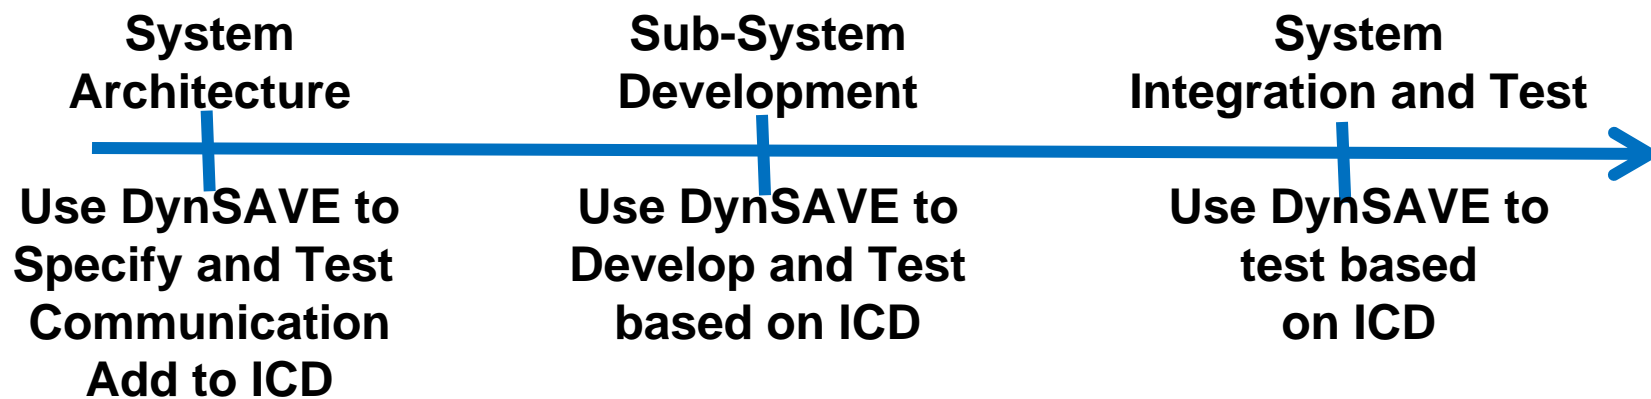 System
Architecture
Sub-System
Development
System
Integration and Test
Use DynSAVE to
Specify and Test
Communication
Add to ICD
Use DynSAVE to
Develop and Test
based on ICD
Use DynSAVE to
test based
on ICD